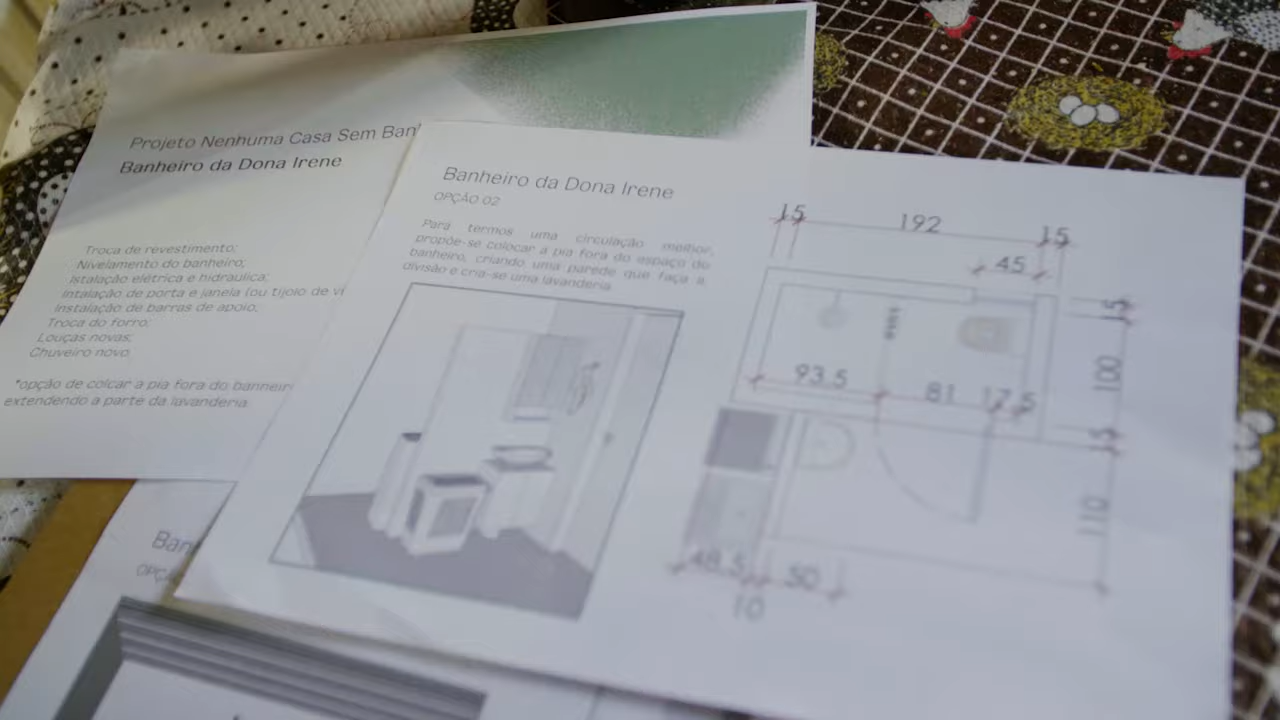 Projeto Nenhuma Casa Sem Ban
Banheiro da Dona Irene
Troca de revestimento;
Nivelamento do banheiro;
Istalação elétrica e hidraulica;
Intalação de porta e janela (ou tijolo de vi
Instalação de barras de apoio;
Troca do forro;
Louças novas;
Chuveiro novo.
*opção de colcar a pia fora do banheiro
extendendo a parte da lavanderia.
Banheiro da Dona Irene
OPÇÃO 02
Para termos uma circulação melhor,
propõe-se colocar a pia fora do espaço do
banheiro, criando uma parede que faça a
divisão e cria-se uma lavanderia.
15
192
15
45
15
100
93.5
81
17.5
15
110
48.5
50
10
Ban
OPÇ